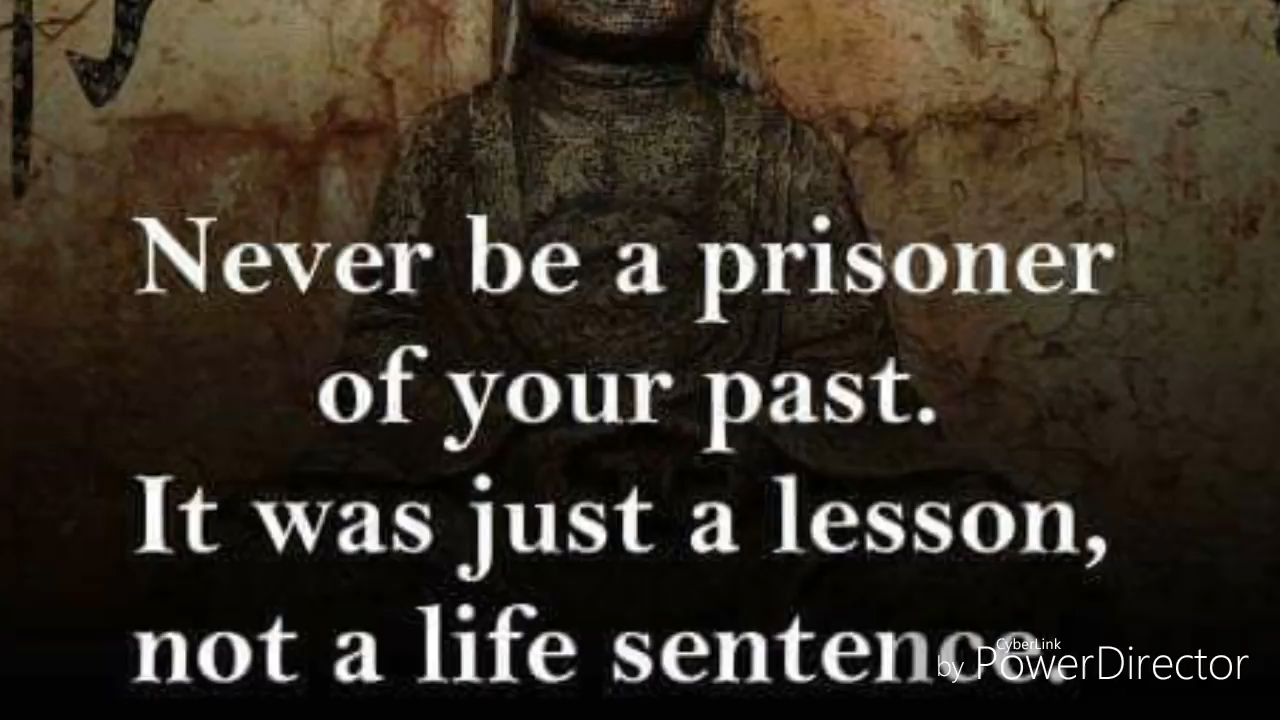 Never be a prisoner
of your past.
It was just a lesson,
not a life sentence.
CyberLink
by PowerDirector